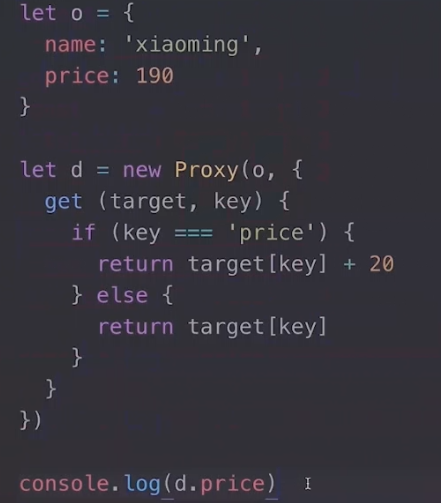 let o = {
  name: 'xiaoming',
  price: 190
}
let d = new Proxy(o, {
  get (target, key) {
    if (key === 'price') {
      return target[key] + 20
    } else {
      return target[key]
    }
  }
})
console.log(d.price)